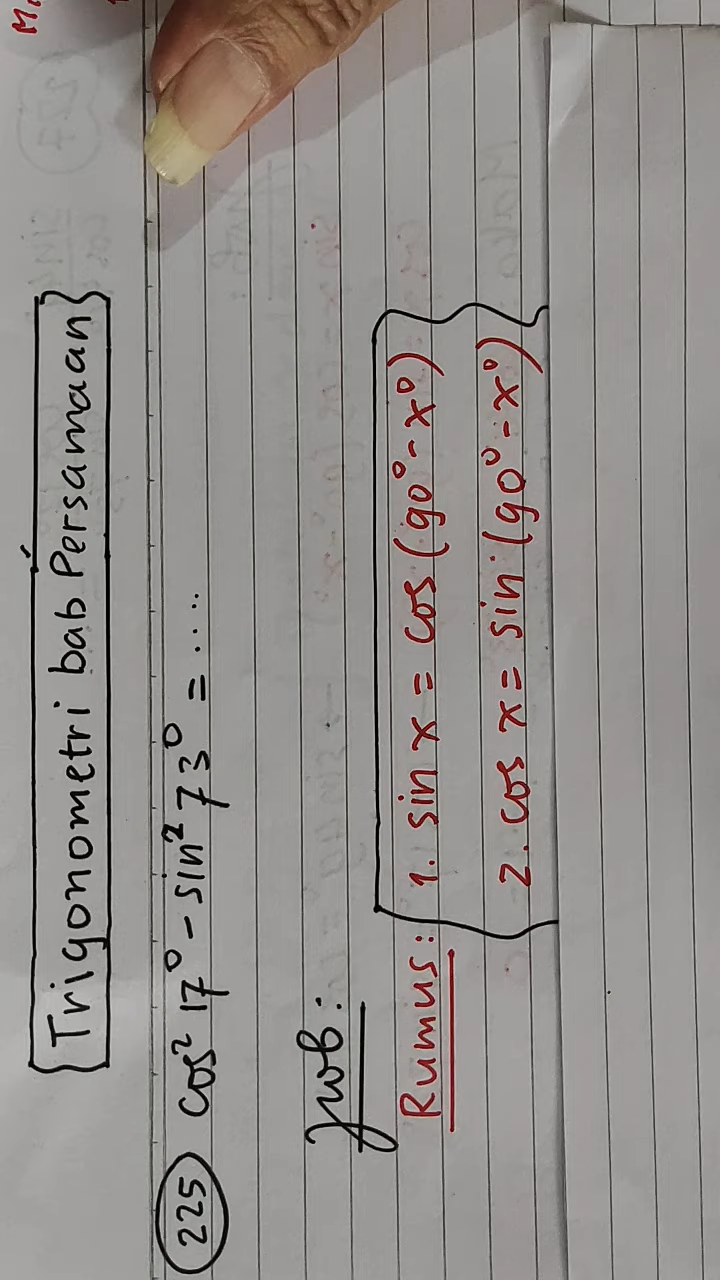 Trigonometri bab Persamaan
225 cos² 17° - sin² 73° = .....
Jwb:
Rumus: 1. sin x = cos (90° - x°)
2. cos x = sin (90° - x°)